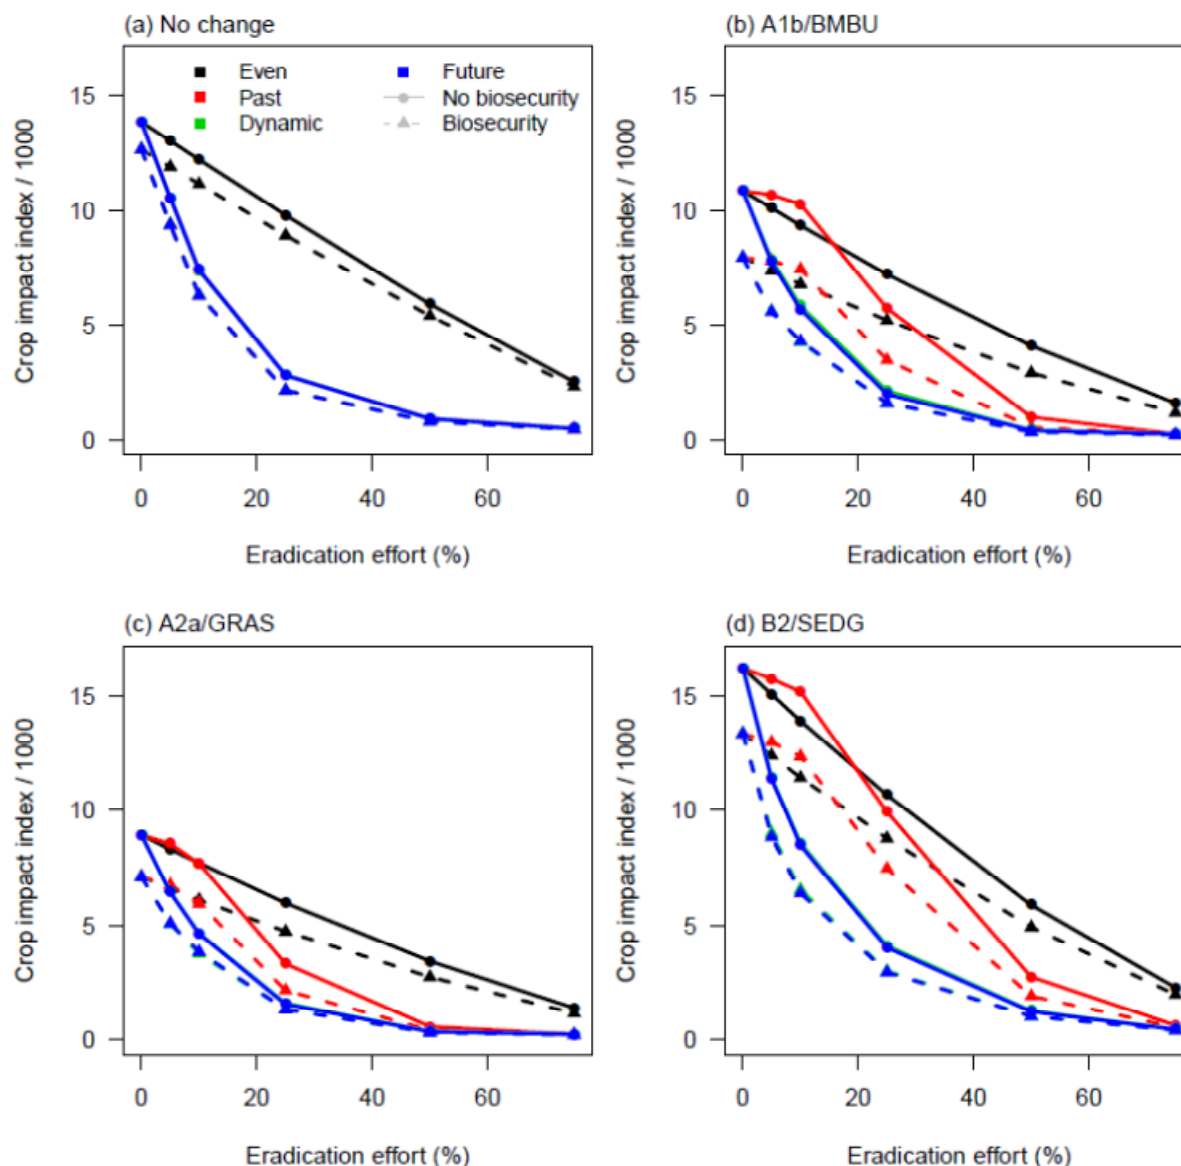 (a) No change
Crop impact index / 1000
15
10
5
0
Even
Past
Dynamic
Future
No biosecurity
Biosecurity
0 20 40 60
Eradication effort (%)
(b) A1b/BMBU
Crop impact index / 1000
15
10
5
0
0 20 40 60
Eradication effort (%)
(c) A2a/GRAS
Crop impact index / 1000
15
10
5
0
0 20 40 60
Eradication effort (%)
(d) B2/SEDG
Crop impact index / 1000
15
10
5
0
0 20 40 60
Eradication effort (%)